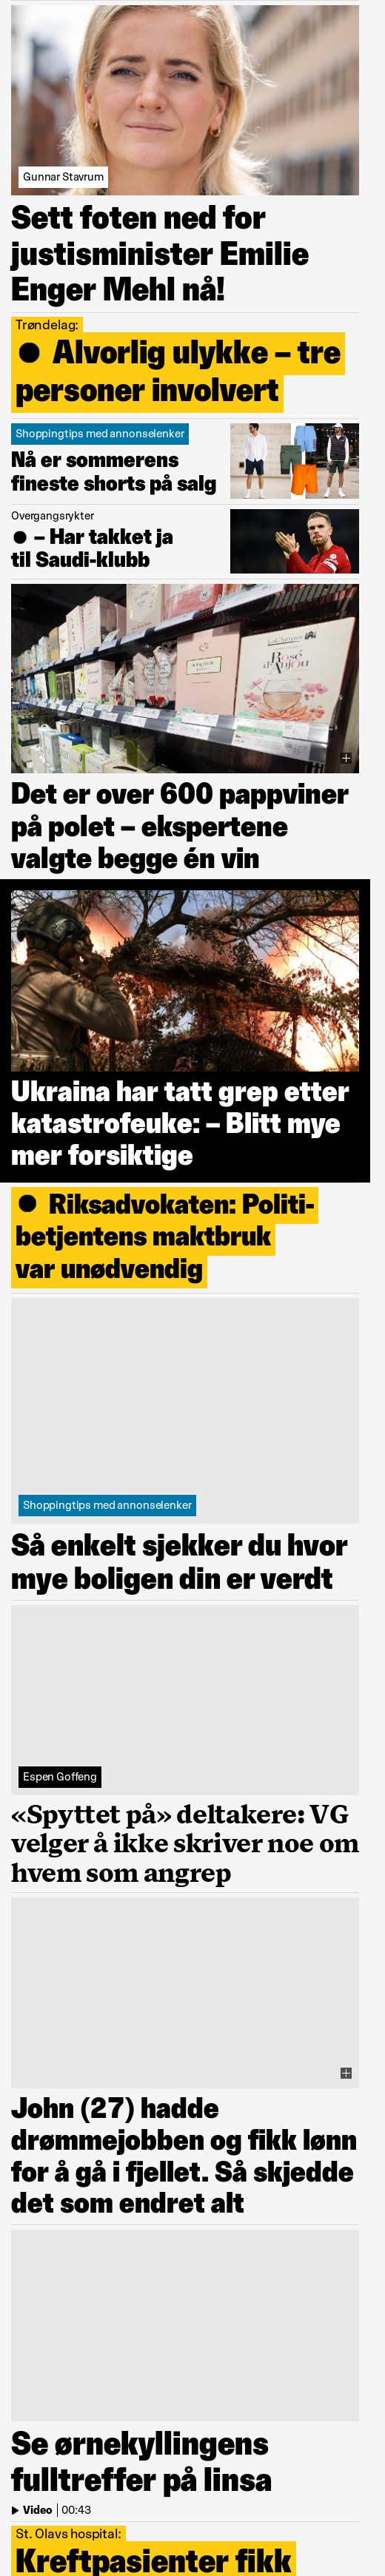 Gunnar Stavrum
Sett foten ned for
justisminister Emilie
Enger Mehl nå!
Trøndelag:
● Alvorlig ulykke – tre
personer involvert
Shoppingtips med annonselenker
Nå er sommerens
fineste shorts på salg
Overgangsrykter
● – Har takket ja
til Saudi-klubb
Rosé
d'Anjou
Det er over 600 pappviner
på polet – ekspertene
valgte begge én vin
Ukraina har tatt grep etter
katastrofeuke: – Blitt mye
mer forsiktige
● Riksadvokaten: Politi-
betjentens maktbruk
var unødvendig
Shoppingtips med annonselenker
Så enkelt sjekker du hvor
mye boligen din er verdt
Espen Goffeng
«Spyttet på» deltakere: VG
velger å ikke skriver noe om
hvem som angrep
John (27) hadde
drømmejobben og fikk lønn
for å gå i fjellet. Så skjedde
det som endret alt
Se ørnekyllingens
fulltreffer på linsa
Video | 00:43
St. Olavs hospital:
Kreftpasienter fikk